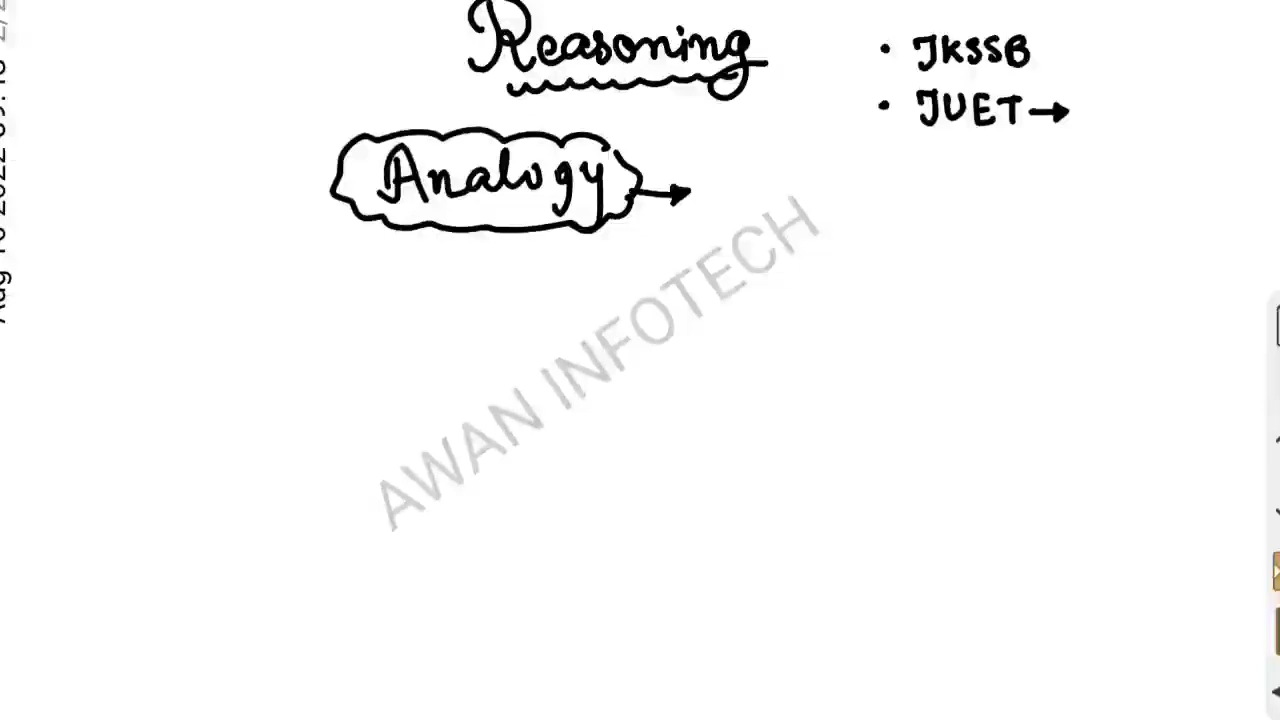 Reasoning
• JKSSB
• JUET →
Analogy →
AWAN INFOTECH